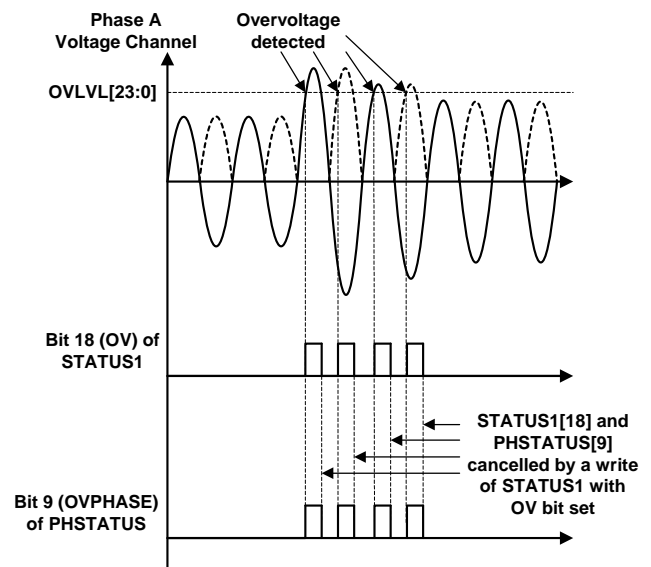 Phase A
Voltage Channel
Overvoltage
detected
OVLVL[23:0]
Bit 18 (OV) of
STATUS1
STATUS1[18] and
PHSTATUS[9]
cancelled by a write
of STATUS1 with
OV bit set
Bit 9 (OVPHASE)
of PHSTATUS